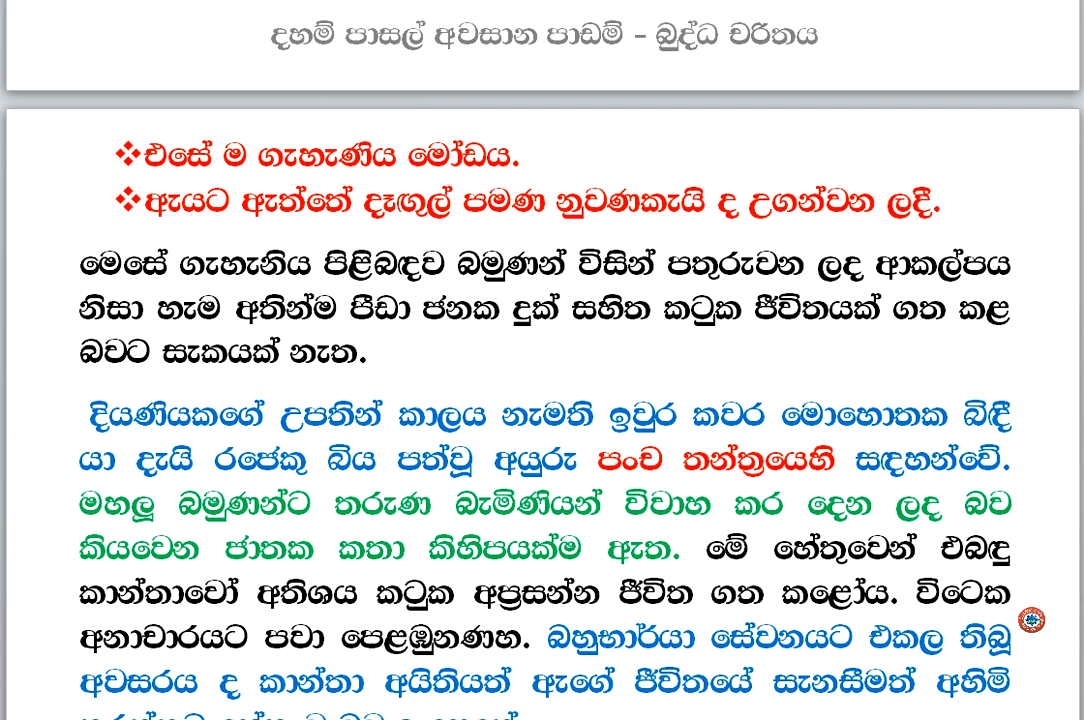 දහම් පාසල් අවසාන පාඩම් - බුද්ධ චරිතය
❖එසේ ම ගැහැණිය මෝඩය.
❖ඇයට ඇත්තේ දෑඟුල් පමණ නුවණකැයි ද උගන්වන ලදී.
මෙසේ ගැහැනිය පිළිබඳව බමුණන් විසින් පතුරුවන ලද ආකල්පය
නිසා හැම අතින්ම පීඩා ජනක දුක් සහිත කටුක ජීවිතයක් ගත කළ
බවට සැකයක් නැත.
දියණියකගේ උපතින් කාලය නැමති ඉවුර කවර මොහොතක බිඳී
යා දැයි රජෙකු බිය පත්වූ අයුරු පංච තන්ත්‍රයෙහි සඳහන්වේ.
මහලූ බමුණන්ට තරුණ බැමිණියන් විවාහ කර දෙන ලද බව
කියවෙන ජාතක කතා කිහිපයක්ම ඇත. මේ හේතුවෙන් එබඳු
කාන්තාවෝ අතිශය කටුක අප්‍රසන්න ජීවිත ගත කළෝය. විටෙක
අනාචාරයට පවා පෙළඹුනණහ. බහුභාර්යා සේවනයට එකල තිබූ
අවසරය ද කාන්තා අයිතියත් ඇගේ ජීවිතයේ සැනසීමත් අහිමි